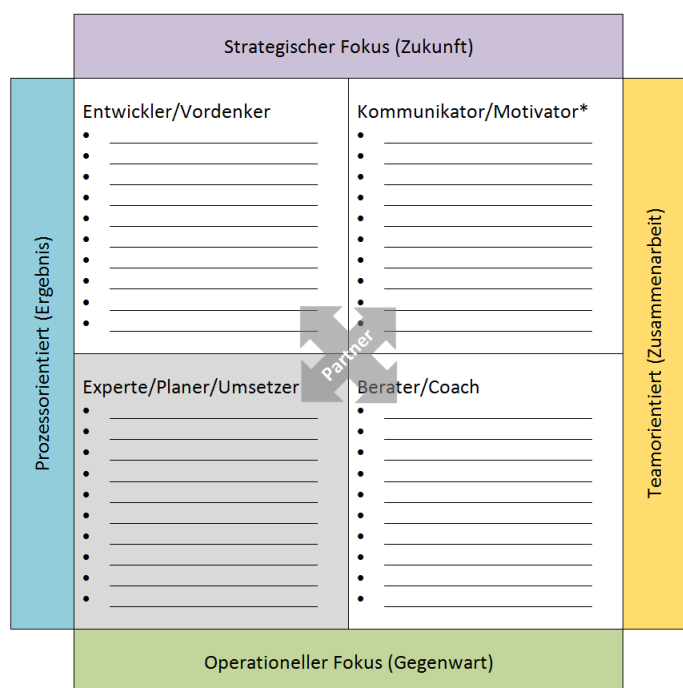 Strategischer Fokus (Zukunft)
Prozessorientiert (Ergebnis)
Entwickler/Vordenker
Kommunikator/Motivator*
Teamorientiert (Zusammenarbeit)
Partner
Experte/Planer/Umsetzer
Berater/Coach
Operationeller Fokus (Gegenwart)